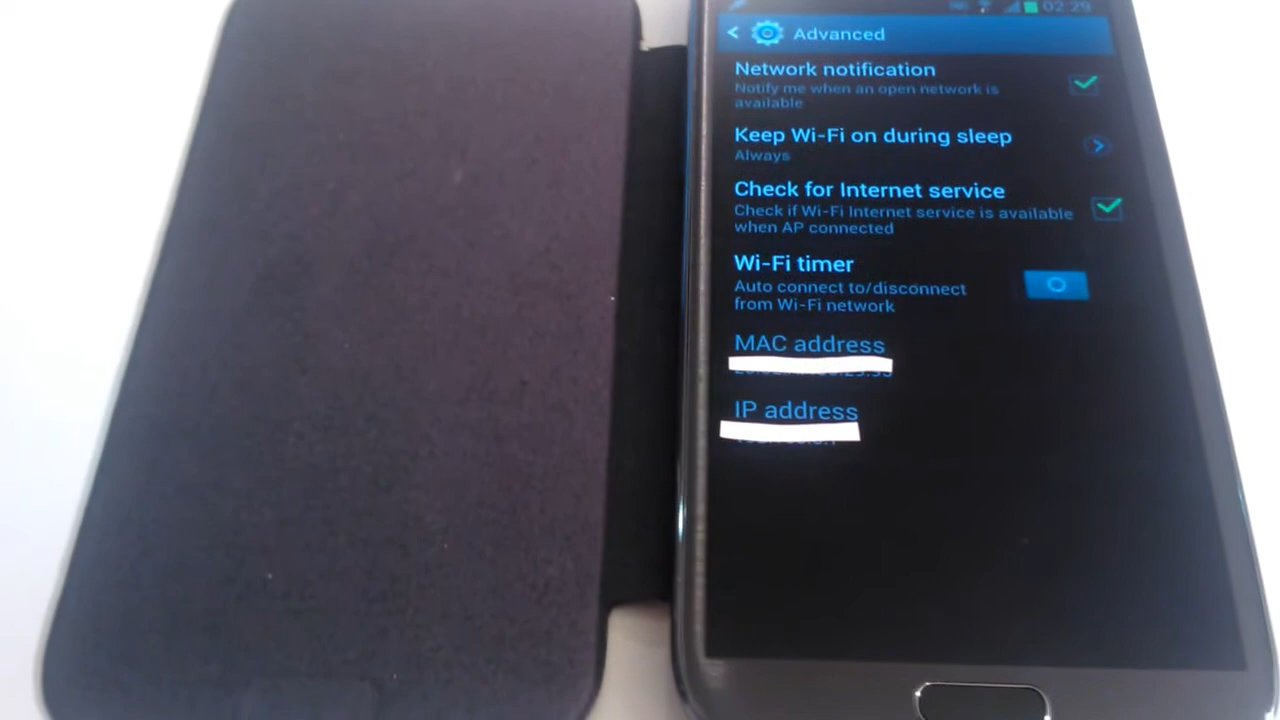 02:29
Advanced
Network notification
Notify me when an open network is
available
Keep Wi-Fi on during sleep
Always
Check for Internet service
Check if Wi-Fi Internet service is available
when AP connected
Wi-Fi timer
Auto connect to/disconnect
from Wi-Fi network
MAC address
IP address